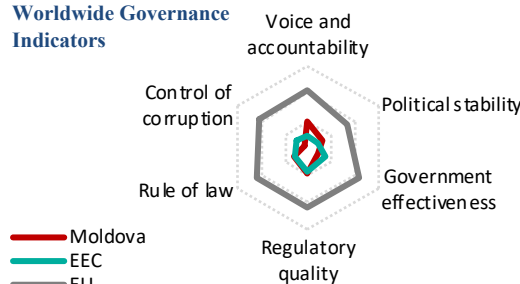 Worldwide Governance
Indicators
Voice and
accountability
Control of
corruption
Political stability
Rule of law
Government
effectiveness
Regulatory
quality
Moldova
EEC
EU